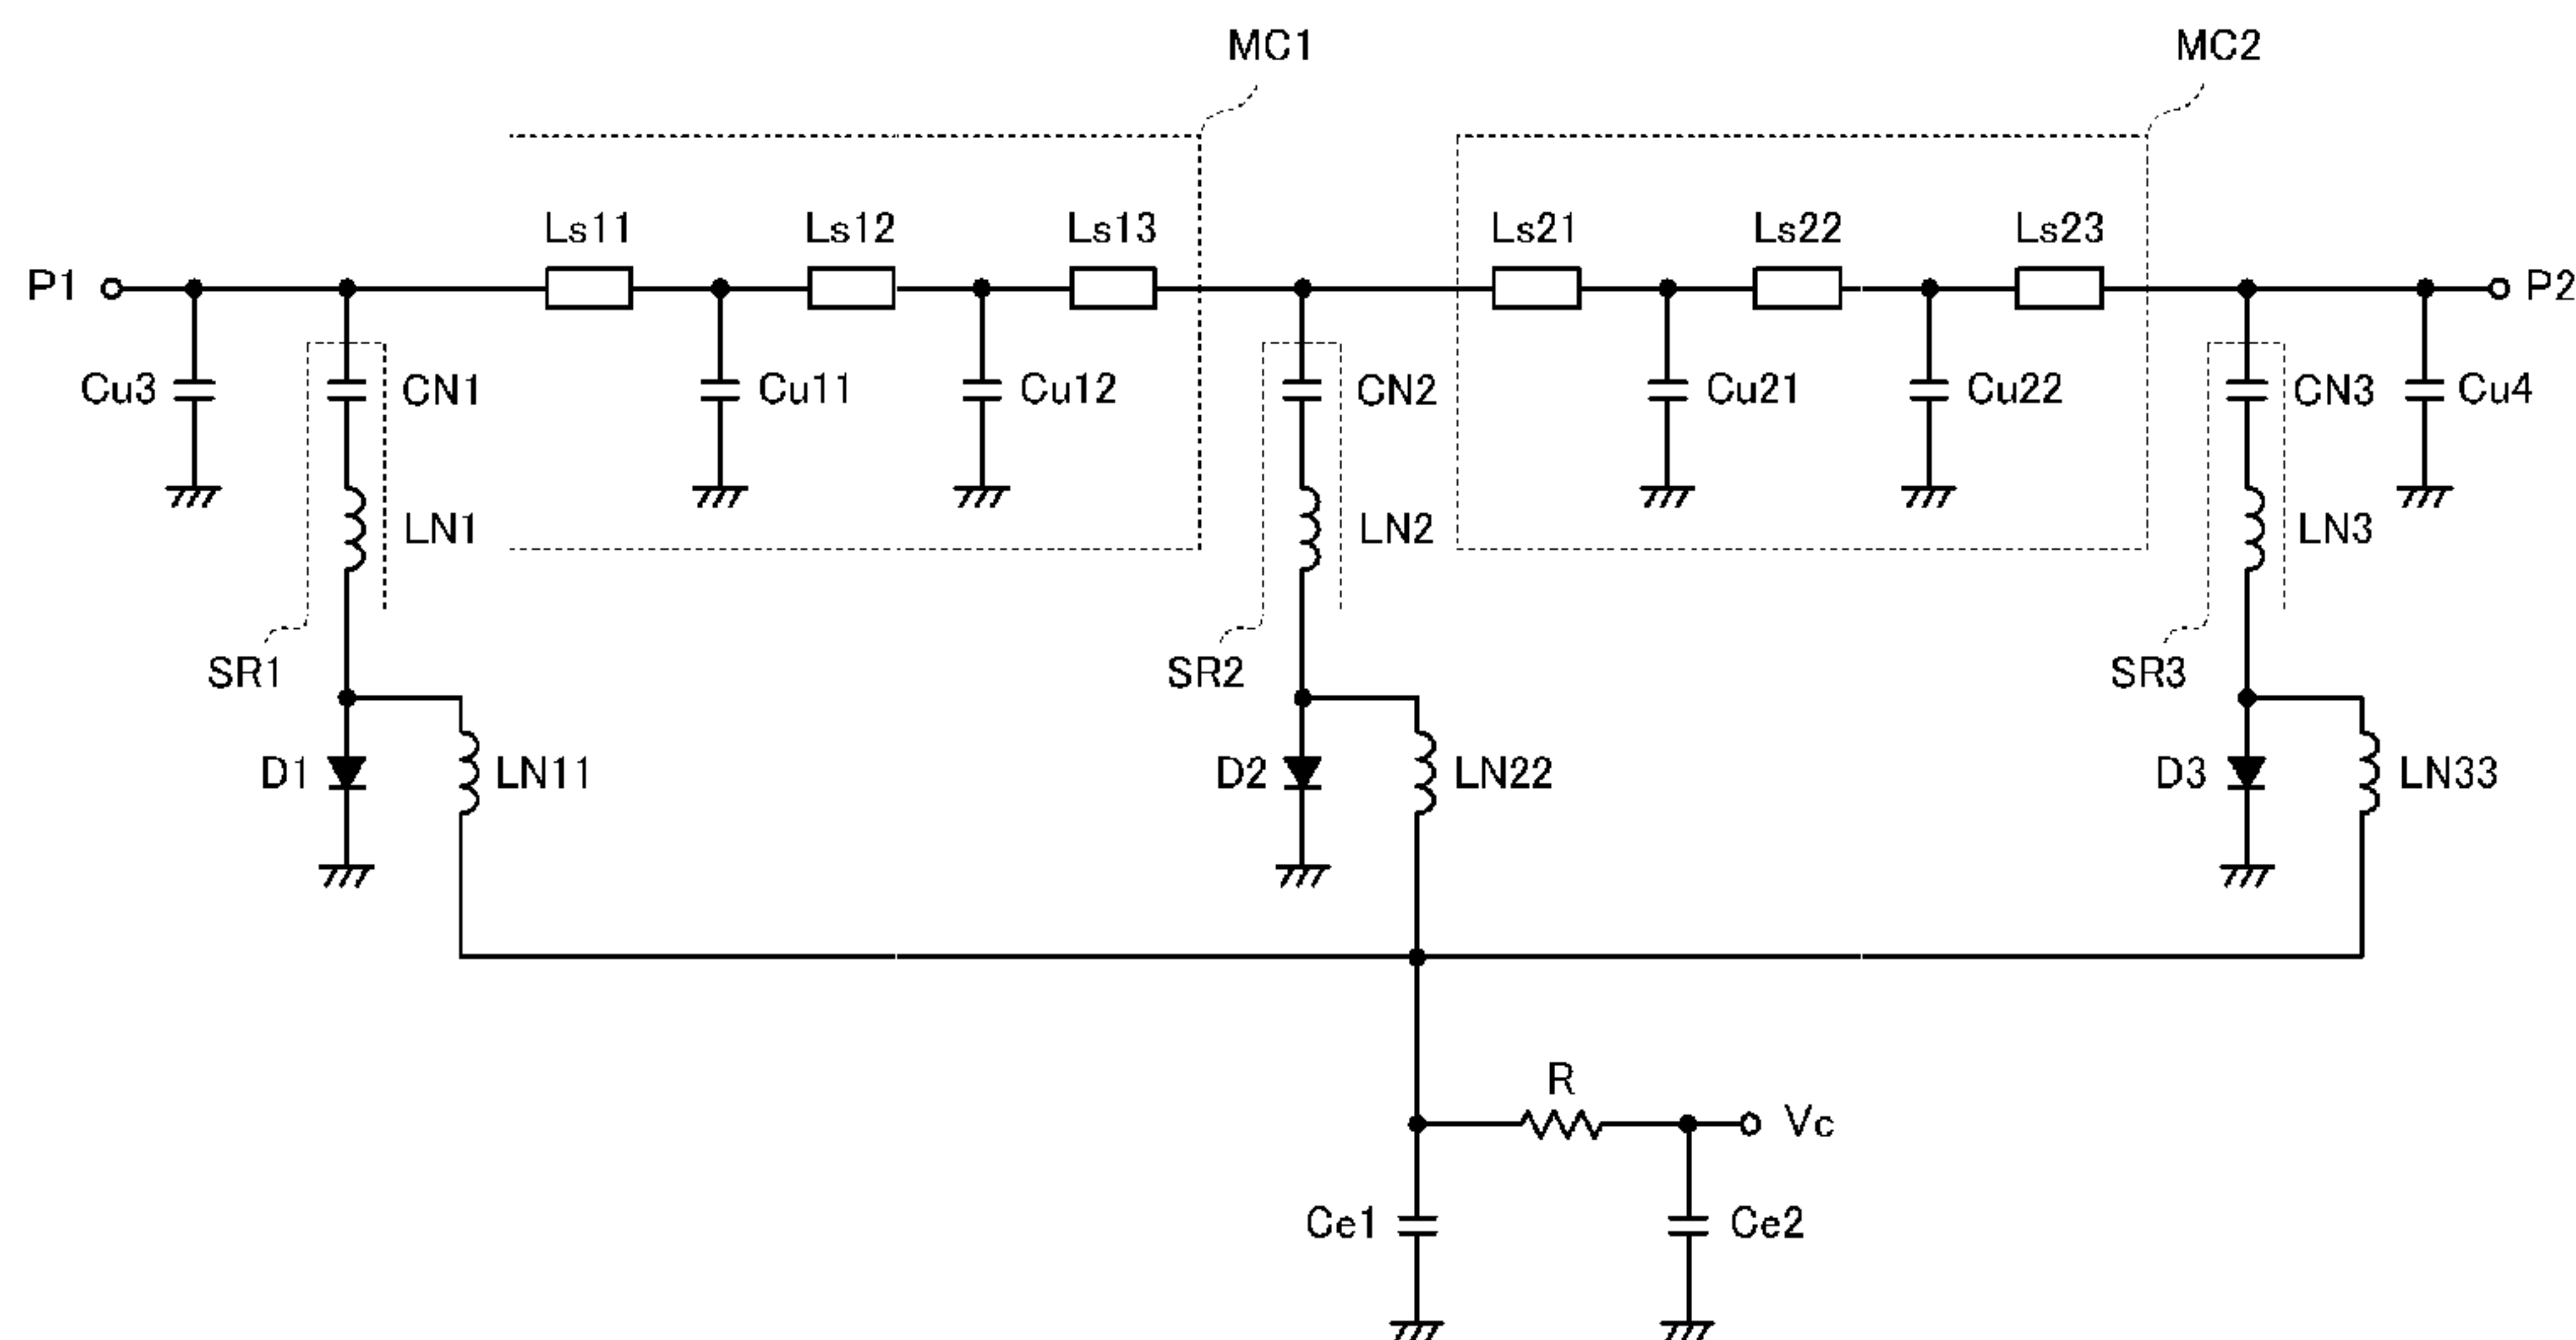 MC1 MC2
Ls11 Ls12 Ls13 Ls21 Ls22 Ls23
P1 P2
Cu3 CN1 Cu11 Cu12 CN2 Cu21 Cu22 CN3 Cu4
LN1 LN2 LN3
SR1 SR2 SR3
D1 LN11 D2 LN22 D3 LN33
R
Vc
Ce1 Ce2